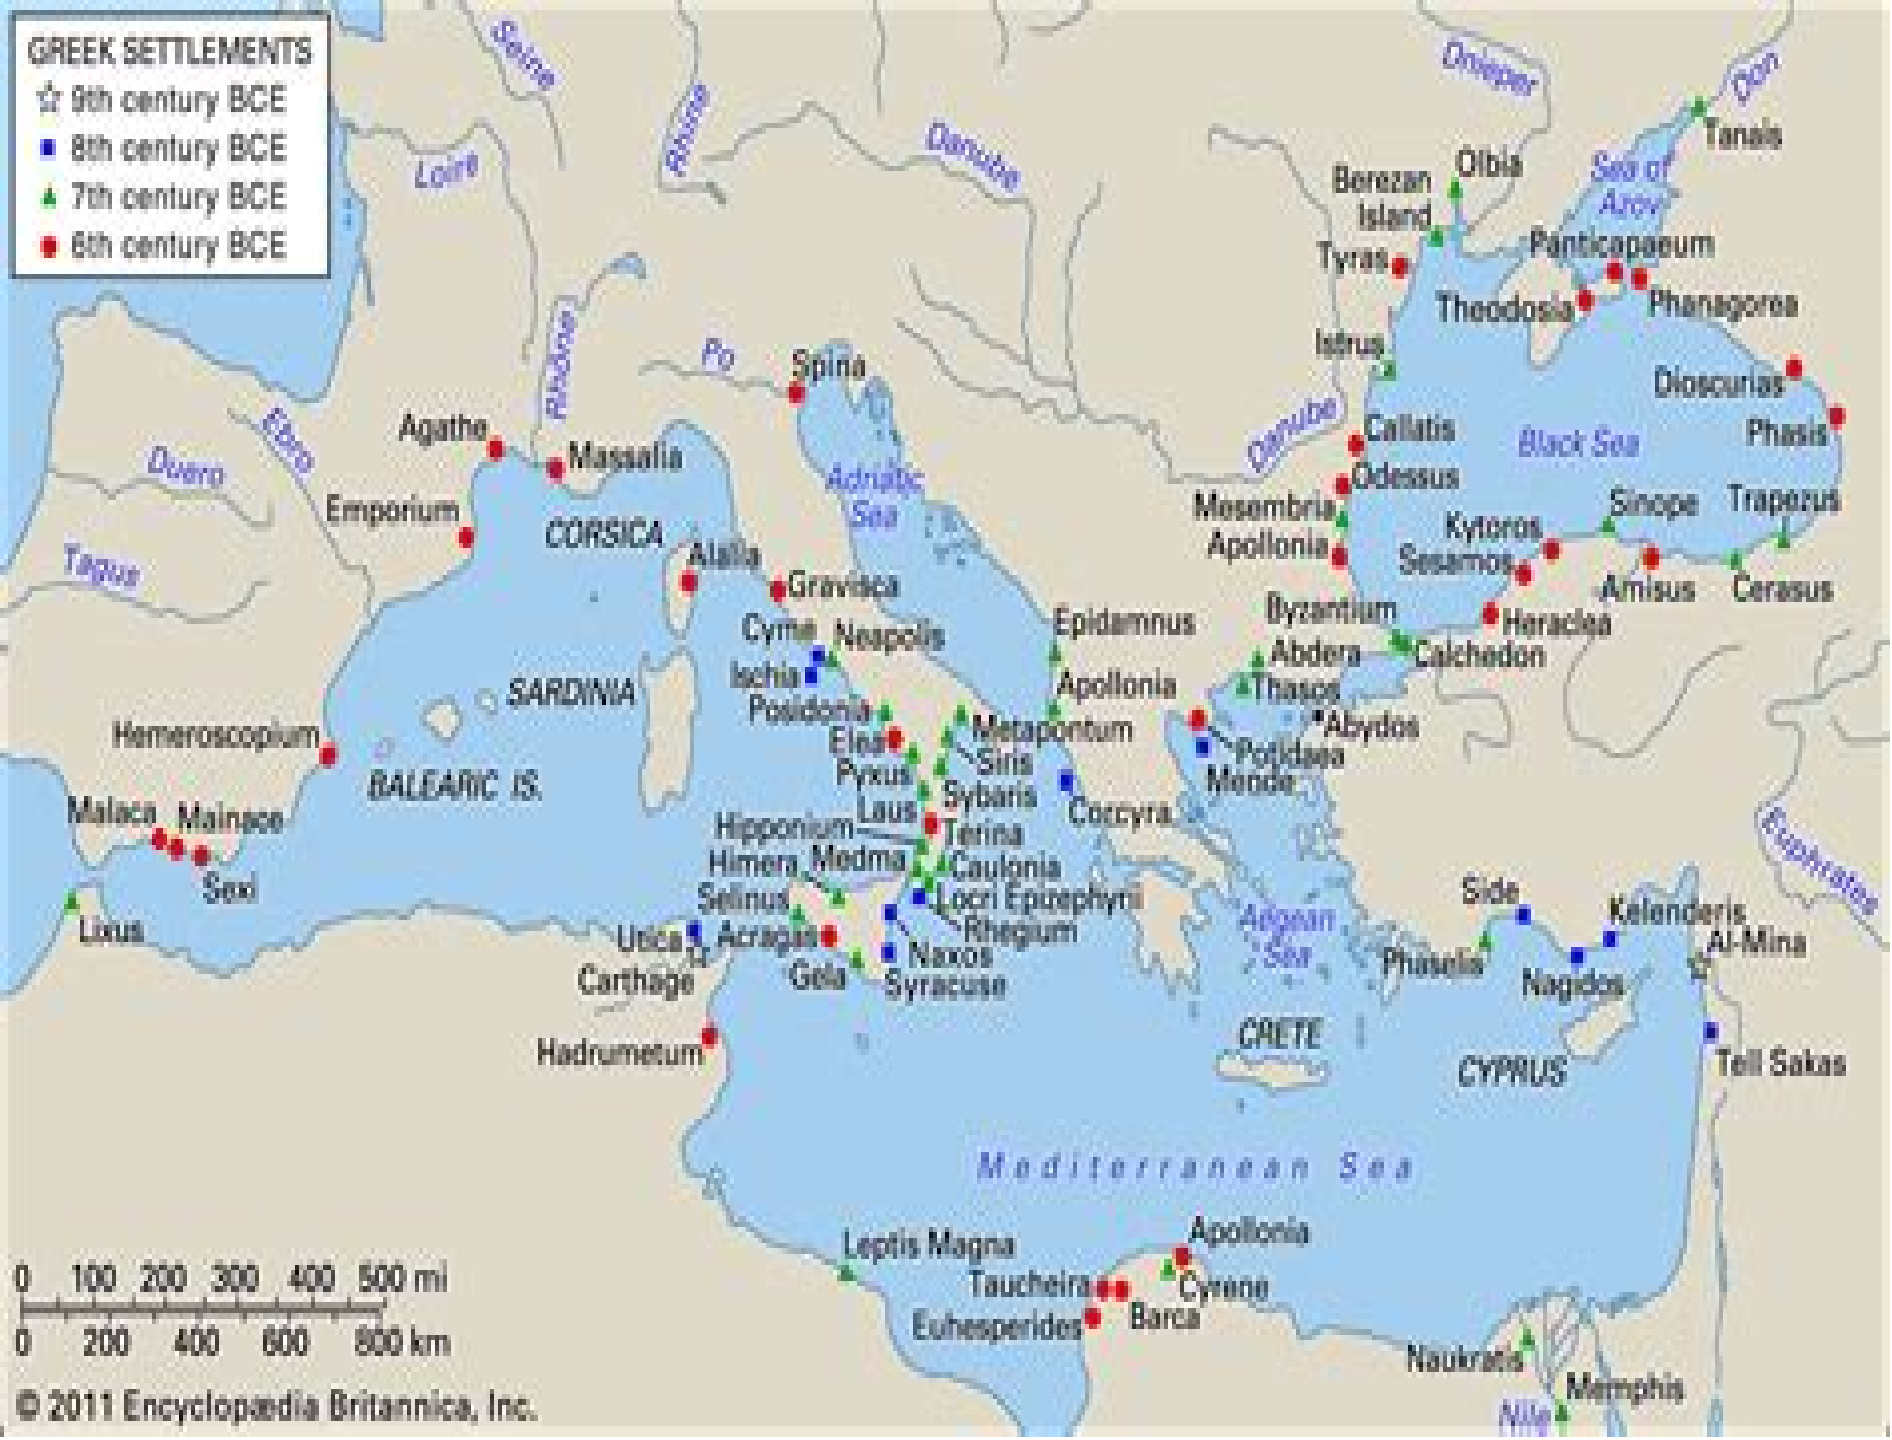 GREEK SETTLEMENTS
9th century BCE
8th century BCE
7th century BCE
6th century BCE
Seine
Rhine
Loire
Danube
Dnieper
Don
Tanais
Olbia
Berezan
Island
Sea of
Azov
Tyras
Panticapaeum
Theodosia
Phanagorea
Istrus
Rhône
Po
Spina
Dioscurias
Phasis
Agathe
Massalia
Ebro
Duero
Emporium
Tagus
CORSICA
Alalia
Gravisca
Adriatic
Sea
Danube
Callatis
Odessus
Black Sea
Mesembria
Apollonia
Kytoros
Sesamos
Sinope
Trapezus
Amisus
Cerasus
Heraclea
Byzantium
Calchedon
Epidamnus
Abdera
Cyme
Neapolis
Ischia
SARDINIA
Apollonia
Thasos
Abydos
Posidonia
Metapontum
Potidaea
Mende
Elea
Siris
Pyxus
Sybaris
Laus
Corcyra
Hemeroscopium
BALEARIC IS.
Malaca
Mainace
Sexi
Lixus
Hipponium
Terina
Himera
Medma
Caulonia
Selinus
Locri Epizephyrii
Rhegium
Utica
Acragas
Naxos
Carthage
Gela
Syracuse
Hadrumetum
Aegean
Sea
Side
Kelenderis
Al-Mina
Phaselis
Nagidos
CRETE
CYPRUS
Tell Sakas
Euphrates
Mediterranean Sea
Leptis Magna
Apollonia
Taucheira
Cyrene
Euhesperides
Barca
Naukratis
Memphis
Nile
0 100 200 300 400 500 mi
0 200 400 600 800 km
© 2011 Encyclopædia Britannica, Inc.